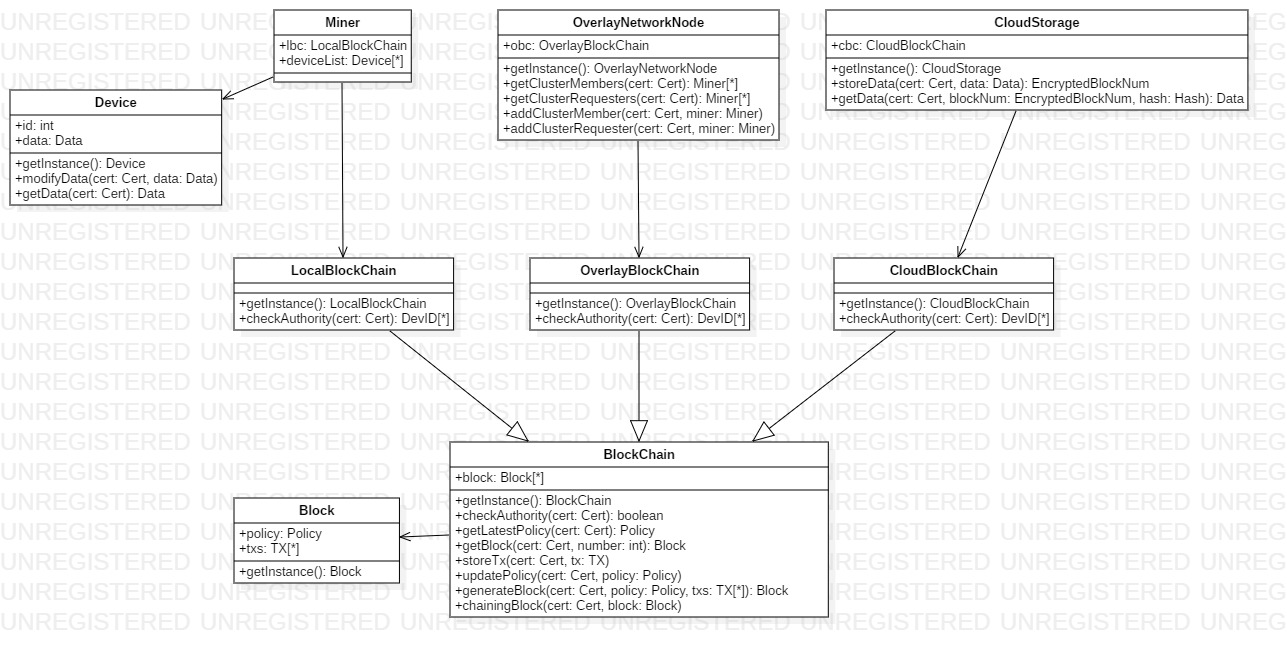 Miner
+lbc: LocalBlockChain
+deviceList: Device[*]
OverlayNetworkNode
+obc: OverlayBlockChain
+getInstance(): OverlayNetworkNode
+getClusterMembers(cert: Cert): Miner[*]
+getClusterRequesters(cert: Cert): Miner[*]
+addClusterMember(cert: Cert, miner: Miner)
+addClusterRequester(cert: Cert, miner: Miner)
CloudStorage
+cbc: CloudBlockChain
+getInstance(): CloudStorage
+storeData(cert: Cert, data: Data): EncryptedBlockNum
+getData(cert: Cert, blockNum: EncryptedBlockNum, hash: Hash): Data
Device
+id: int
+data: Data
+getInstance(): Device
+modifyData(cert: Cert, data: Data)
+getData(cert: Cert): Data
LocalBlockChain
+getInstance(): LocalBlockChain
+checkAuthority(cert: Cert): DevID[*]
OverlayBlockChain
+getInstance(): OverlayBlockChain
+checkAuthority(cert: Cert): DevID[*]
CloudBlockChain
+getInstance(): CloudBlockChain
+checkAuthority(cert: Cert): DevID[*]
BlockChain
+block: Block[*]
+getInstance(): BlockChain
+checkAuthority(cert: Cert): boolean
+getLatestPolicy(cert: Cert): Policy
+getBlock(cert: Cert, number: int): Block
+storeTx(cert: Cert, tx: TX)
+updatePolicy(cert: Cert, policy: Policy)
+generateBlock(cert: Cert, policy: Policy, txs: TX[*]): Block
+chainingBlock(cert: Cert, block: Block)
Block
+policy: Policy
+txs: TX[*]
+getInstance(): Block
UNREGISTERED